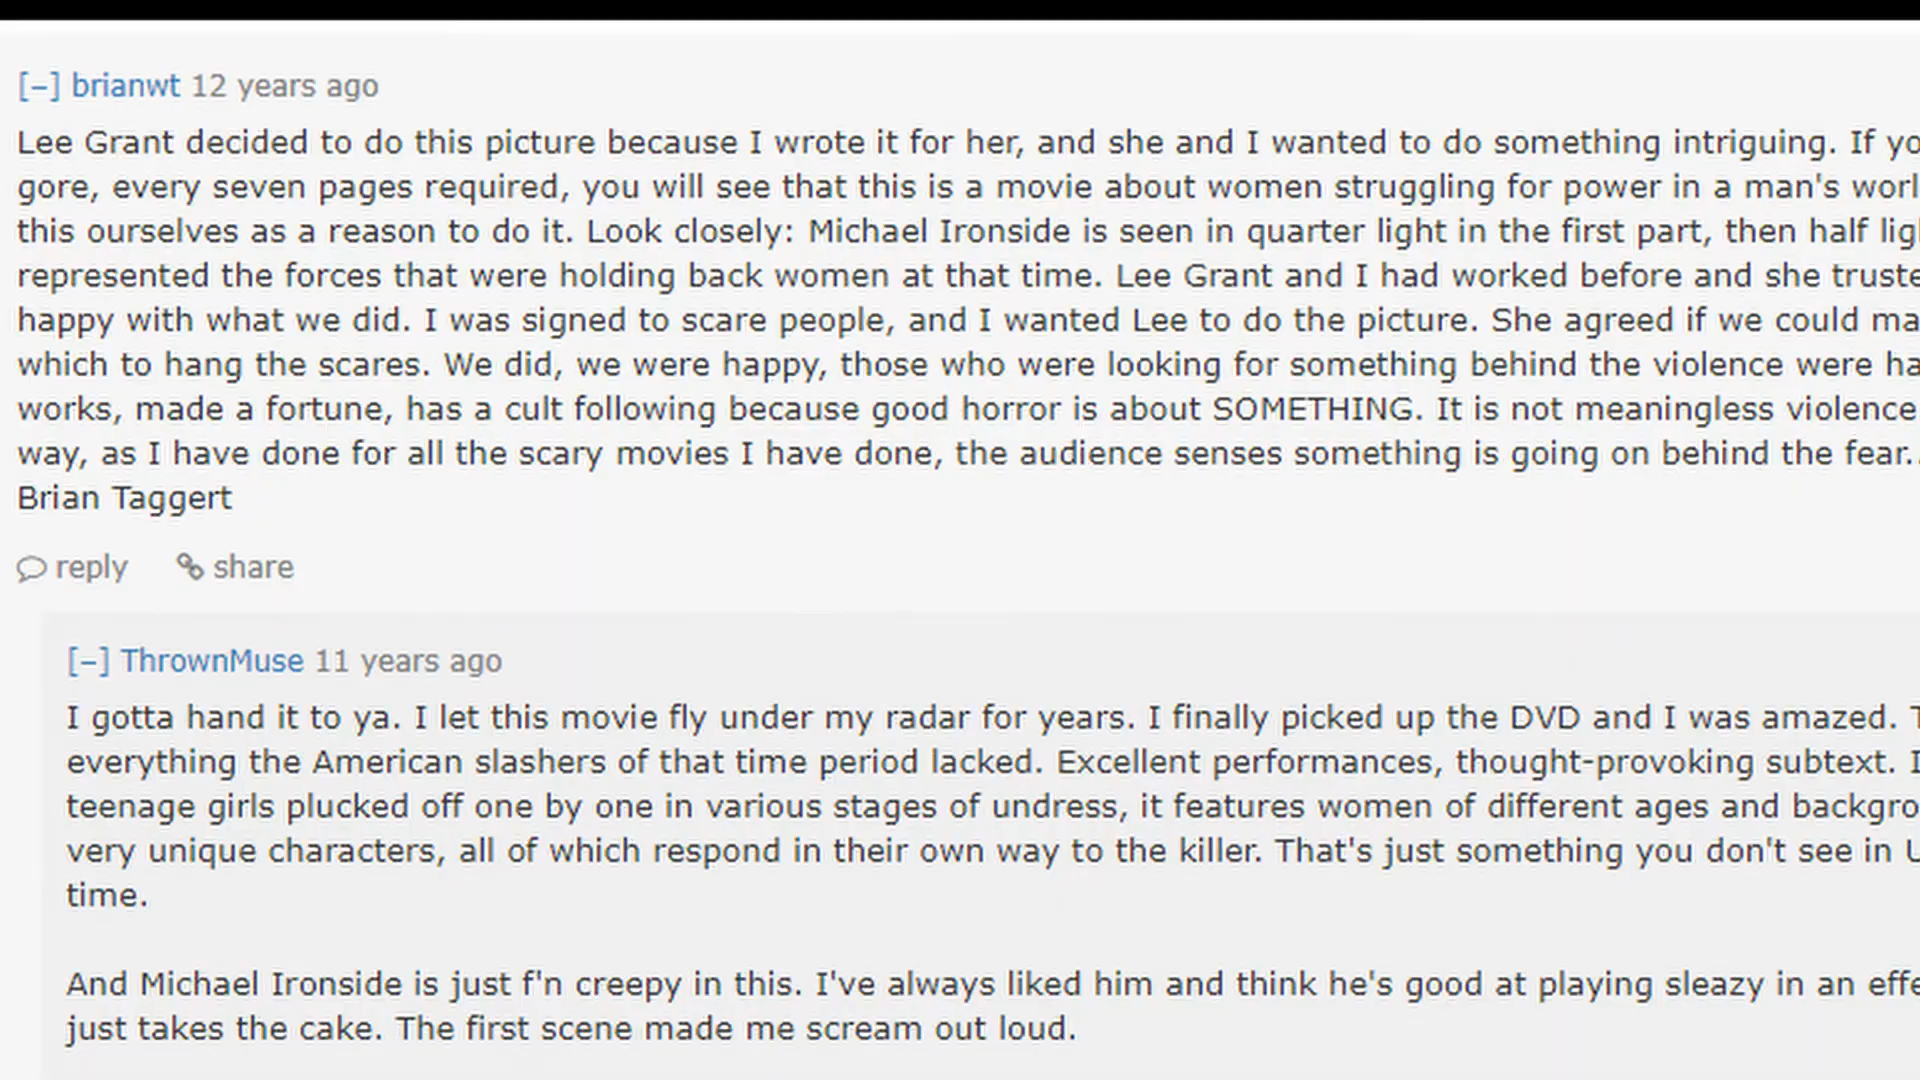 [–] brianwt 12 years ago
Lee Grant decided to do this picture because I wrote it for her, and she and I wanted to do something intriguing. If
gore, every seven pages required, you will see that this is a movie about women struggling for power in a man's
this ourselves as a reason to do it. Look closely: Michael Ironside is seen in quarter light in the first part, then half
represented the forces that were holding back women at that time. Lee Grant and I had worked before and she
happy with what we did. I was signed to scare people, and I wanted Lee to do the picture. She agreed if we could
which to hang the scares. We did, we were happy, those who were looking for something behind the violence were
works, made a fortune, has a cult following because good horror is about SOMETHING. It is not meaningless violence
way, as I have done for all the scary movies I have done, the audience senses something is going on behind the fear..
Brian Taggert
reply share
[–] ThrownMuse 11 years ago
I gotta hand it to ya. I let this movie fly under my radar for years. I finally picked up the DVD and I was amazed.
everything the American slashers of that time period lacked. Excellent performances, thought-provoking subtext.
teenage girls plucked off one by one in various stages of undress, it features women of different ages and
very unique characters, all of which respond in their own way to the killer. That's just something you don't see in
time.
And Michael Ironside is just f'n creepy in this. I've always liked him and think he's good at playing sleazy in an
just takes the cake. The first scene made me scream out loud.